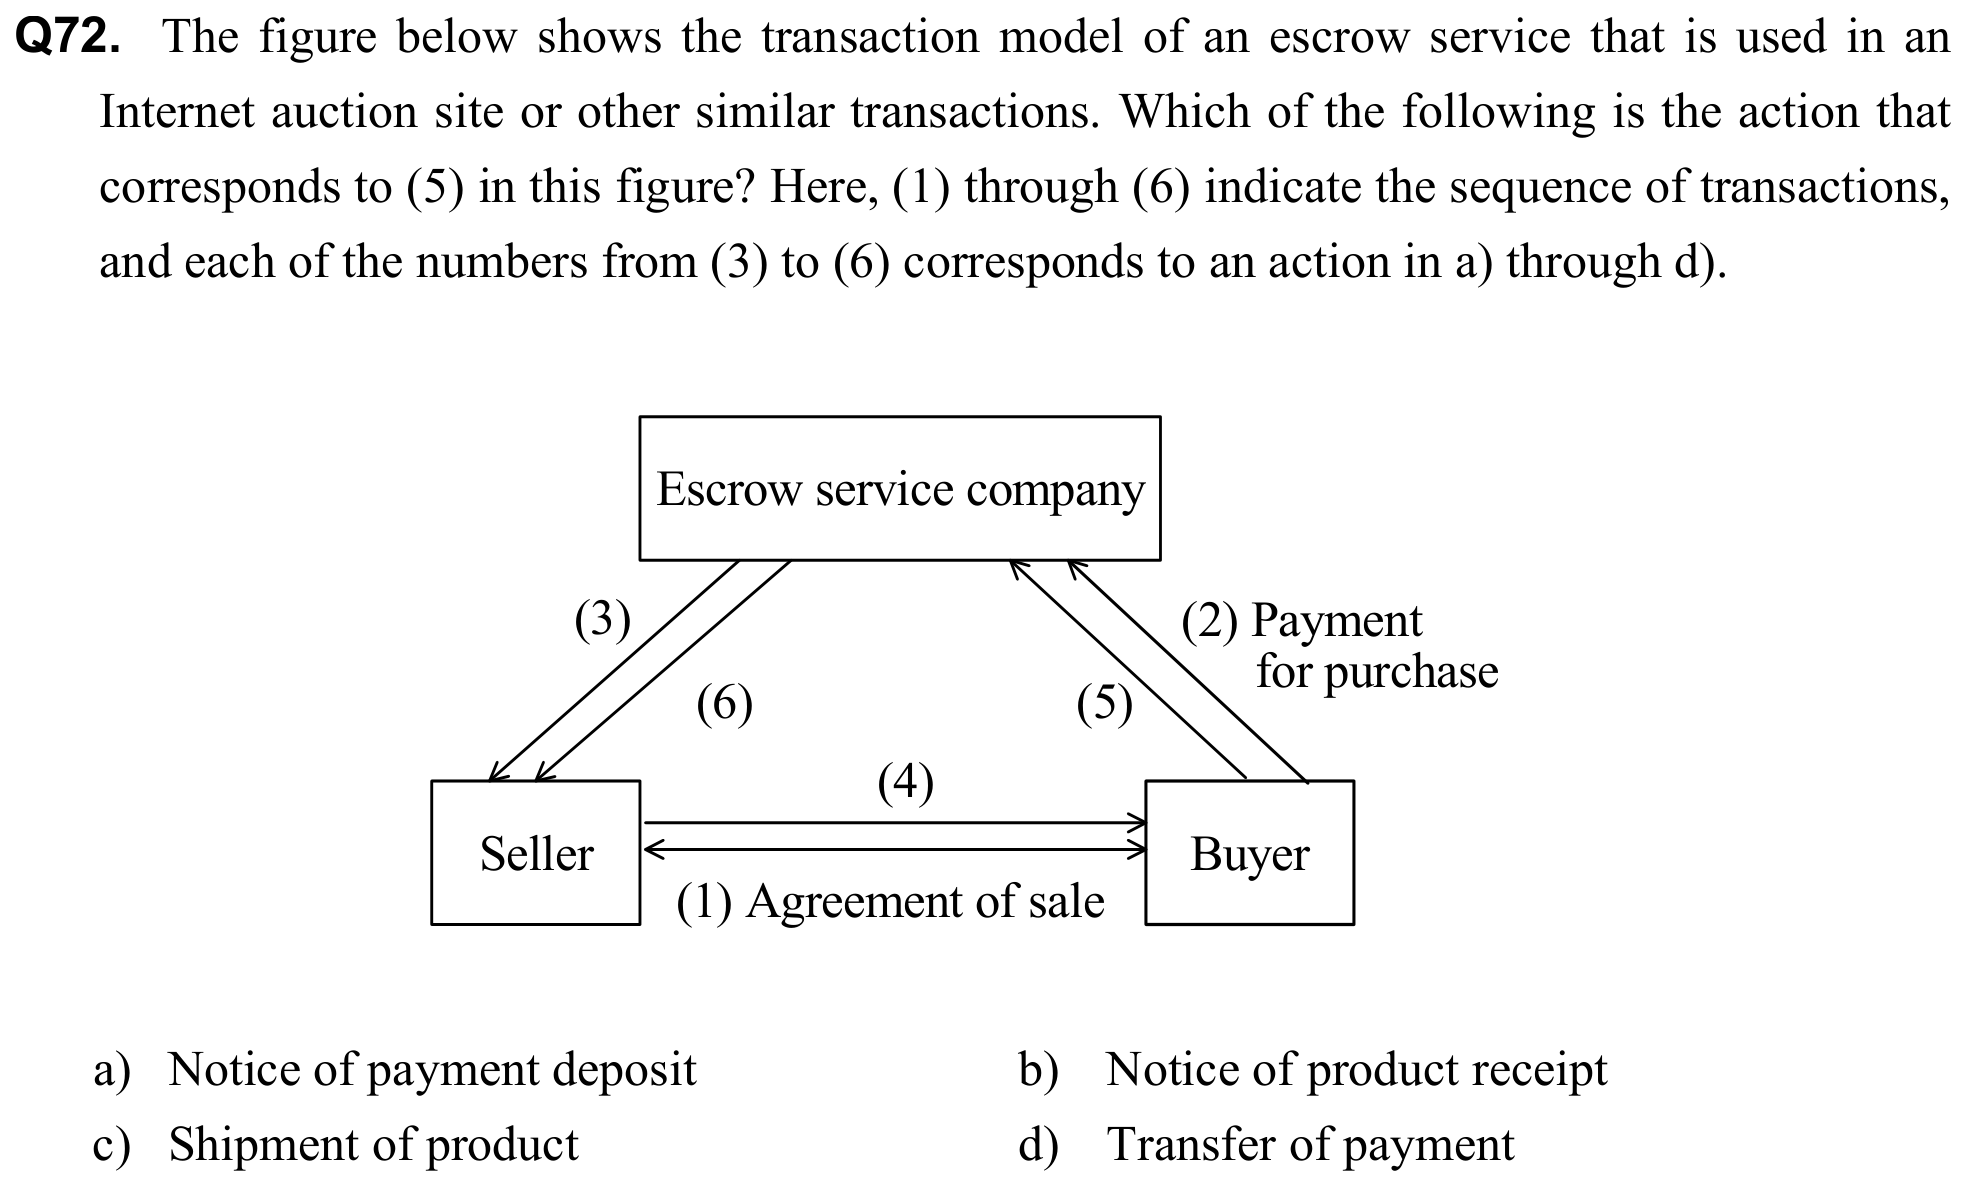 Q72. The figure below shows the transaction model of an escrow service that is used in an
Internet auction site or other similar transactions. Which of the following is the action that
corresponds to (5) in this figure? Here, (1) through (6) indicate the sequence of transactions,
and each of the numbers from (3) to (6) corresponds to an action in a) through d).
Escrow service company
(3)
(2) Payment
for purchase
(6)
(5)
(4)
Seller
Buyer
(1) Agreement of sale
a) Notice of payment deposit
b) Notice of product receipt
c) Shipment of product
d) Transfer of payment